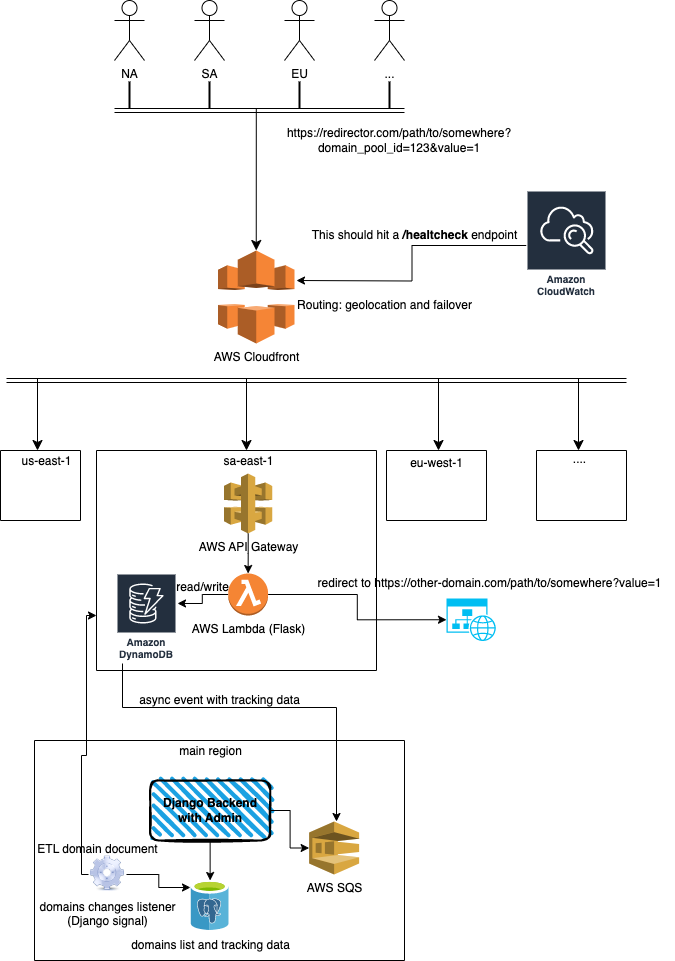 NA
SA
EU
...
https://redirector.com/path/to/somewhere?
domain_pool_id=123&value=1
This should hit a /healtcheck endpoint
Amazon
CloudWatch
Routing: geolocation and failover
AWS Cloudfront
us-east-1
sa-east-1
eu-west-1
....
AWS API Gateway
read/write
redirect to https://other-domain.com/path/to/somewhere?value=1
AWS Lambda (Flask)
Amazon
DynamoDB
async event with tracking data
main region
Django Backend
with Admin
ETL domain document
AWS SQS
domains changes listener
(Django signal)
domains list and tracking data